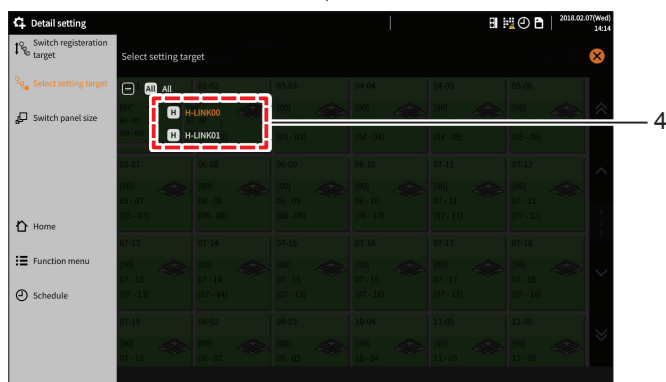 Detail setting
2018.02.07(Wed)
14:14
Switch registeration
target
Select setting target
Switch panel size
Home
Function menu
Schedule
Select setting target
All All
H H-LINK00
H H-LINK01
4
02-02
03-03
04-04
04-05
05-06
[00]
[00]
[00]
[00]
[00]
(03 - 03)
(04 - 04)
(04 - 05)
(05 - 06)
05-07
06-08
06-09
06-10
07-11
07-12
[00]
[00]
[00]
[00]
[00]
[00]
05 - 07
06 - 08
06 - 09
06 - 10
07 - 11
07 - 12
(05 - 07)
(06 - 08)
(06 - 09)
(06 - 10)
(07 - 11)
(07 - 12)
07-13
07-14
07-15
07-16
07-17
07-18
[00]
[00]
[00]
[00]
[00]
[00]
07 - 13
07 - 14
07 - 15
07 - 16
07 - 17
07 - 18
(07 - 13)
(07 - 14)
(07 - 15)
(07 - 16)
(07 - 17)
(07 - 18)
07-19
08-02
09-03
10-04
11-05
12-06
[00]
[00]
[00]
[00]
[00]
[00]
07 - 19
08 - 02
09 - 03
10 - 04
11 - 05
12 - 06